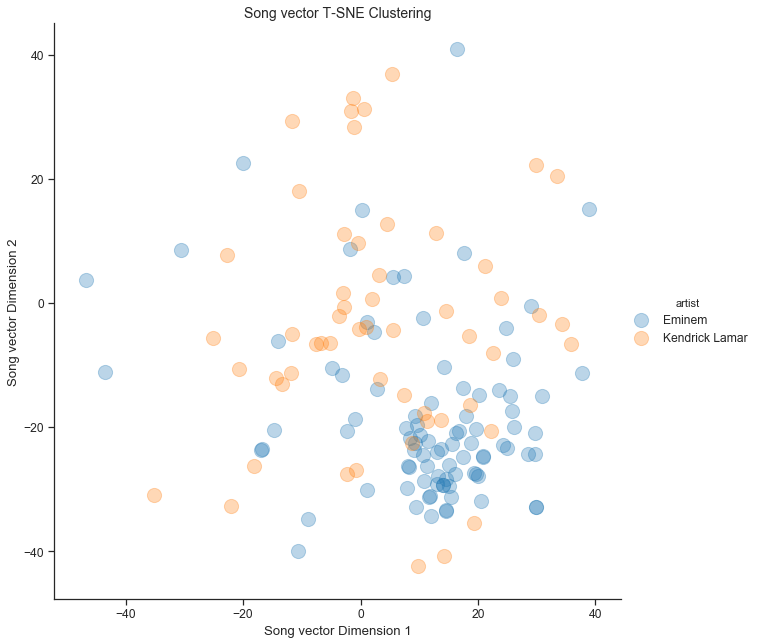 Song vector T-SNE Clustering
40
20
0
−20
−40
Song vector Dimension 2
−40
−20
0
20
40
Song vector Dimension 1
artist
Eminem
Kendrick Lamar